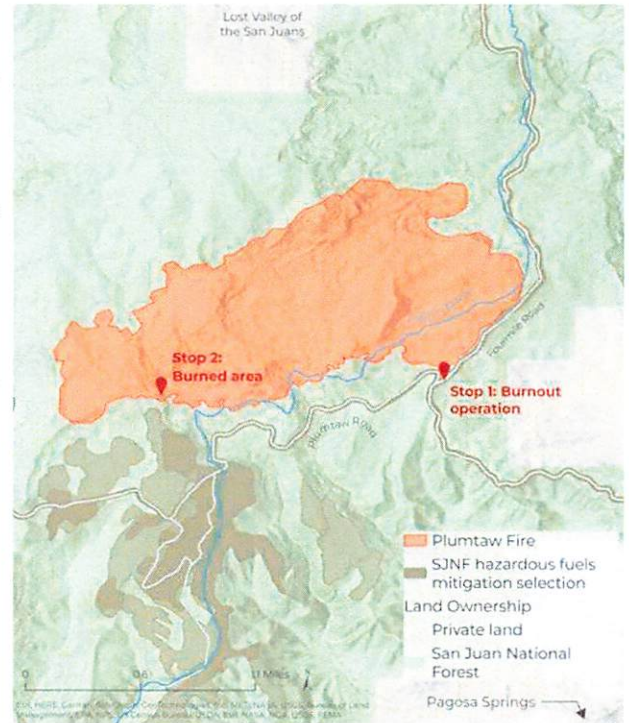 Lost Valley of
the San Juans
Stop 2:
Burned area
Fourmile Road
Stop 1: Burnout
operation
Plumtaw Road
Plumtaw Fire
SJNF hazardous fuels
mitigation selection
Land Ownership
Private land
San Juan National
Forest
0
0.6
1.1 Miles
Pagosa Springs